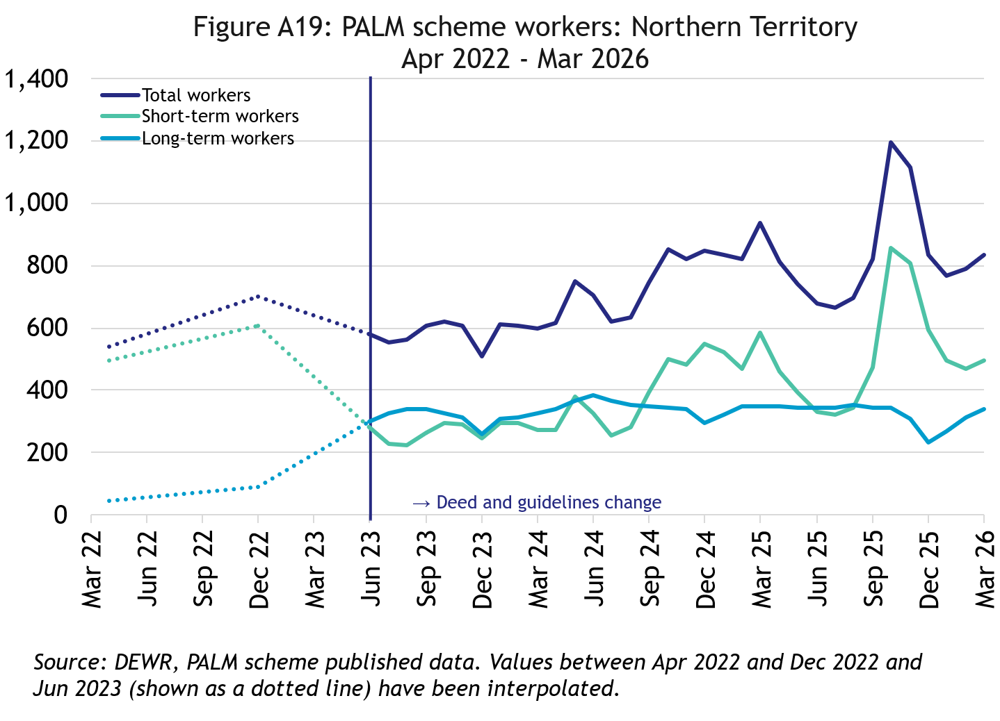 Figure A19: PALM scheme workers: Northern Territory
Apr 2022 - Mar 2026
1,400
1,200
1,000
800
600
400
200
0
Total workers
Short-term workers
Long-term workers
→ Deed and guidelines change
Mar 22
Jun 22
Sep 22
Dec 22
Mar 23
Jun 23
Sep 23
Dec 23
Mar 24
Jun 24
Sep 24
Dec 24
Mar 25
Jun 25
Sep 25
Dec 25
Mar 26
Source: DEWR, PALM scheme published data. Values between Apr 2022 and Dec 2022 and
Jun 2023 (shown as a dotted line) have been interpolated.